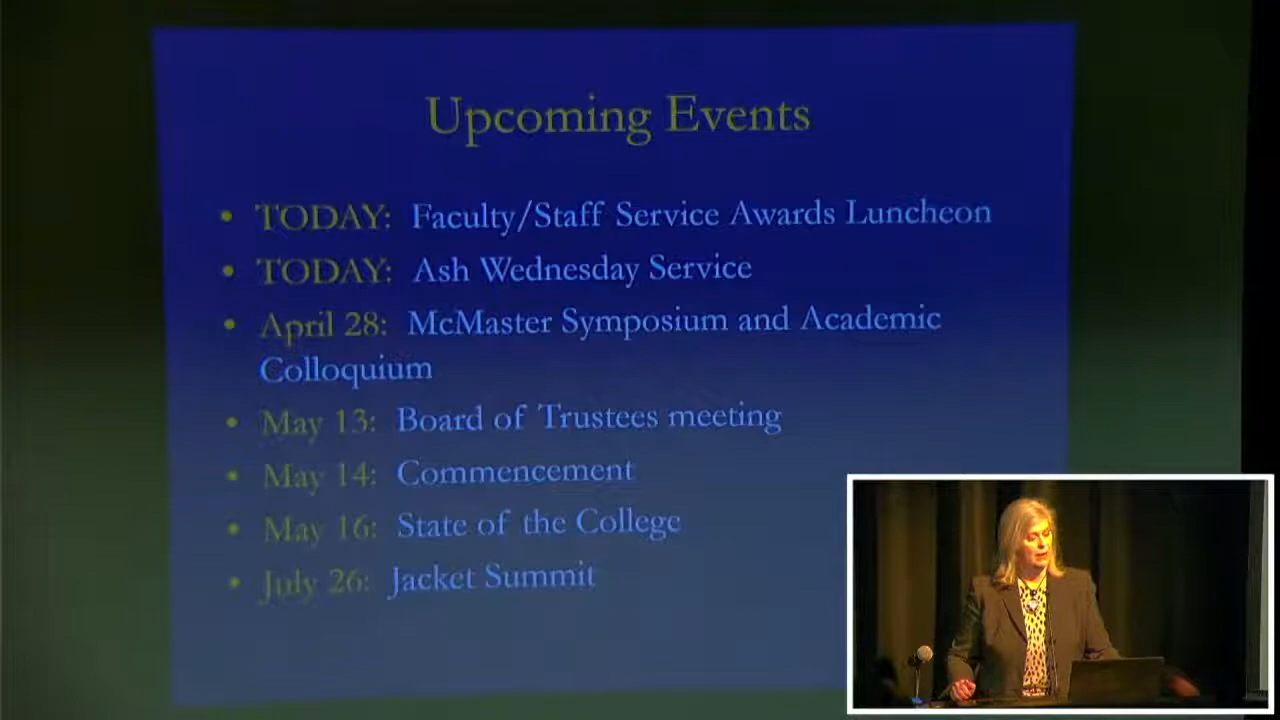 Upcoming Events
• TODAY: Faculty/Staff Service Awards Luncheon
• TODAY: Ash Wednesday Service
• April 28: McMaster Symposium and Academic
Colloquium
• May 13: Board of Trustees meeting
• May 14: Commencement
• May 16: State of the College
• July 26: Jacket Summit